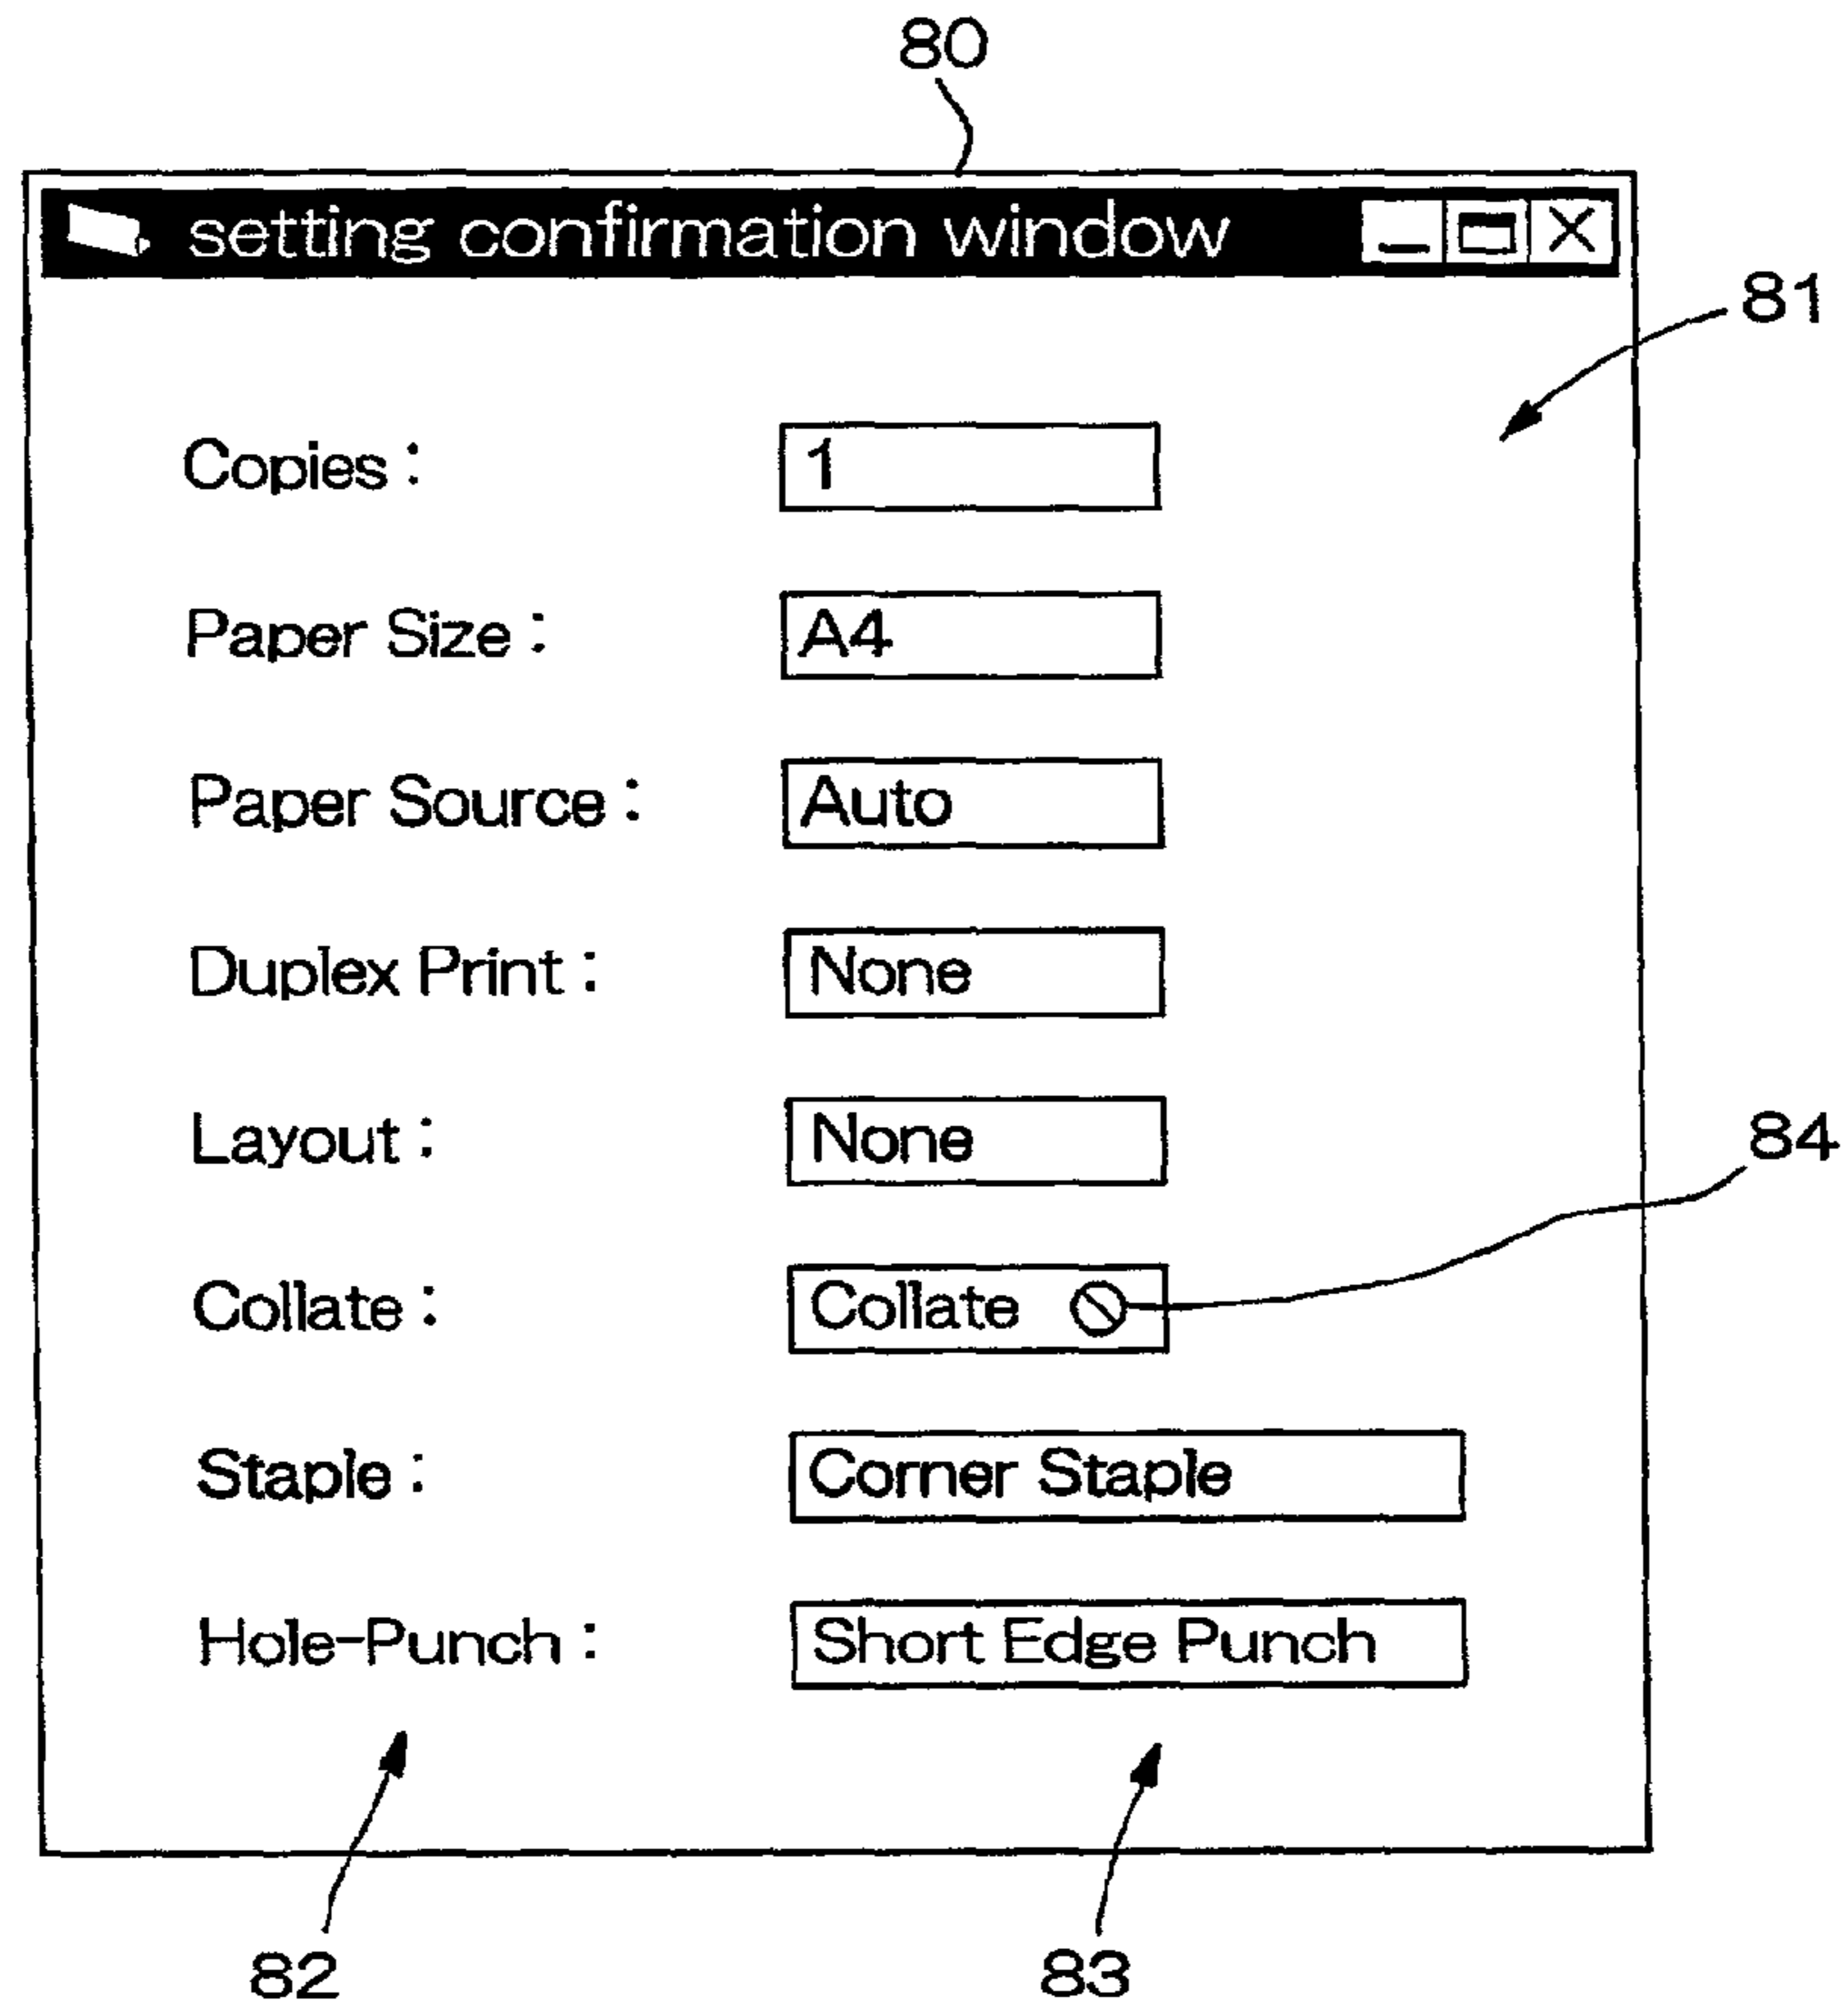 80
setting confirmation window
81
Copies : 1
Paper Size : A4
Paper Source : Auto
Duplex Print : None
Layout : None
84
Collate : Collate
Staple : Corner Staple
Hole-Punch : Short Edge Punch
82 83